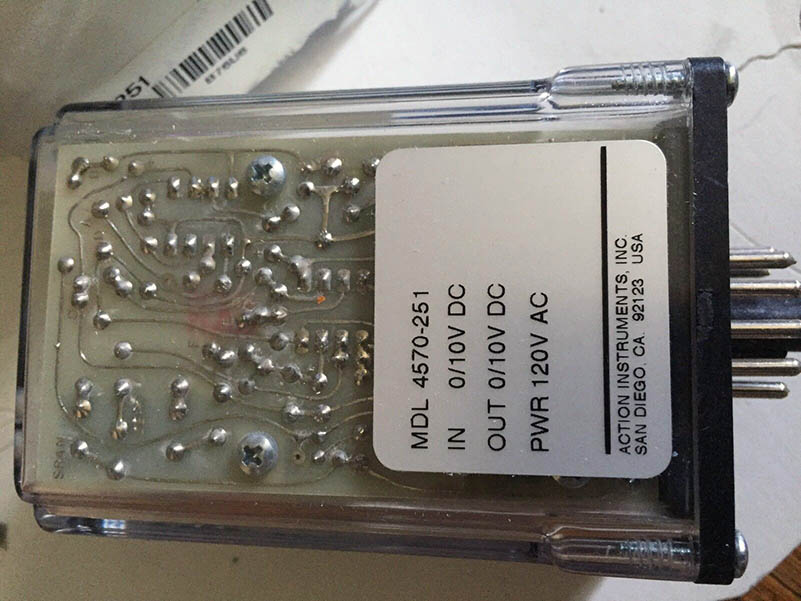 251
MDL 4570-251
IN 0/10V DC
OUT 0/10V DC
PWR 120V AC
ACTION INSTRUMENTS, INC.
SAN DIEGO, CA. 92123 USA